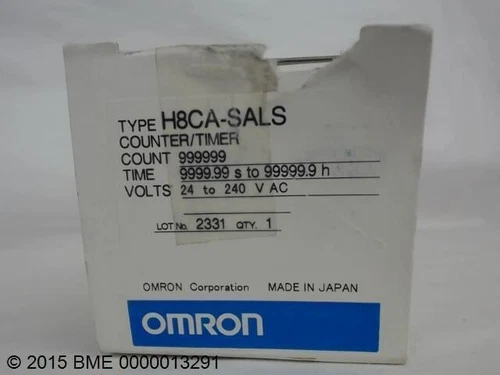 TYPE H8CA-SALS
COUNTER/TIMER
COUNT 999999
TIME 9999.99 s to 99999.9 h
VOLTS 24 to 240 V AC
LOT No. 2331 QTY. 1
OMRON Corporation MADE IN JAPAN
OMRON
© 2015 BME 0000013291